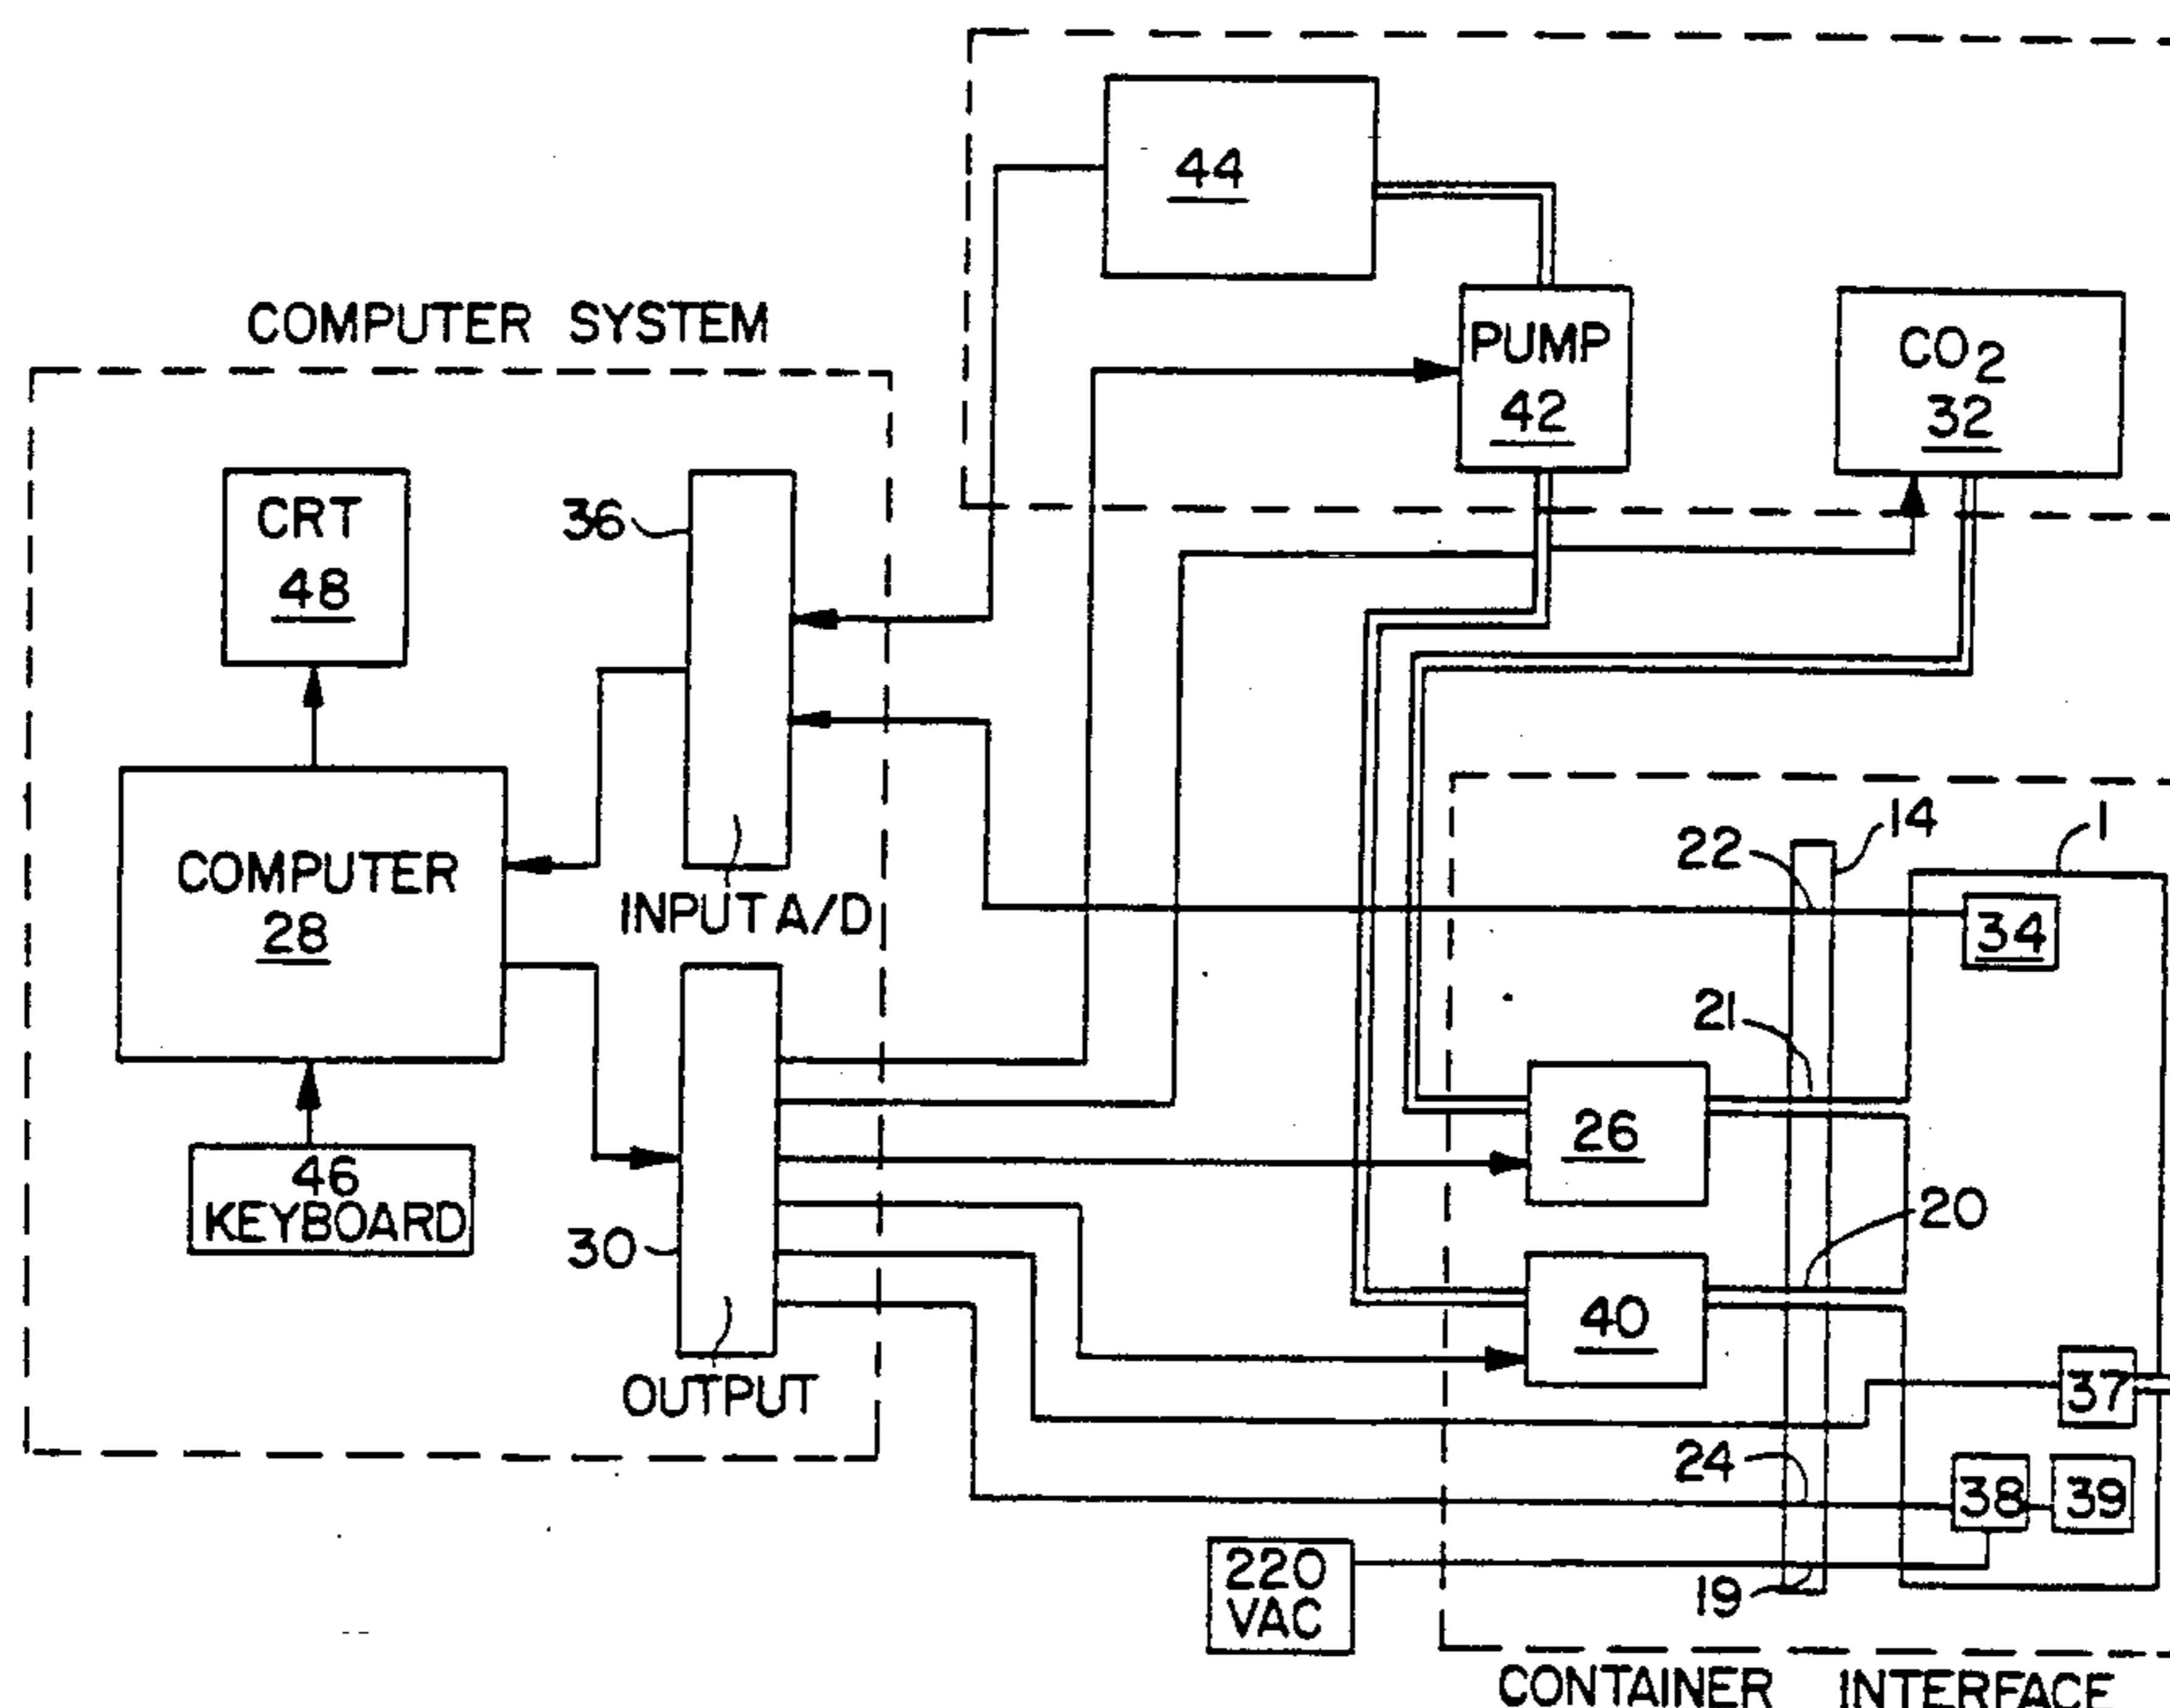 44
COMPUTER SYSTEM
PUMP
42
CO2
32
CRT
48
36
COMPUTER
28
INPUT A/D
22
14
1
34
21
26
20
46
KEYBOARD
30
40
OUTPUT
37
24
38
39
220
VAC
19
CONTAINER INTERFACE